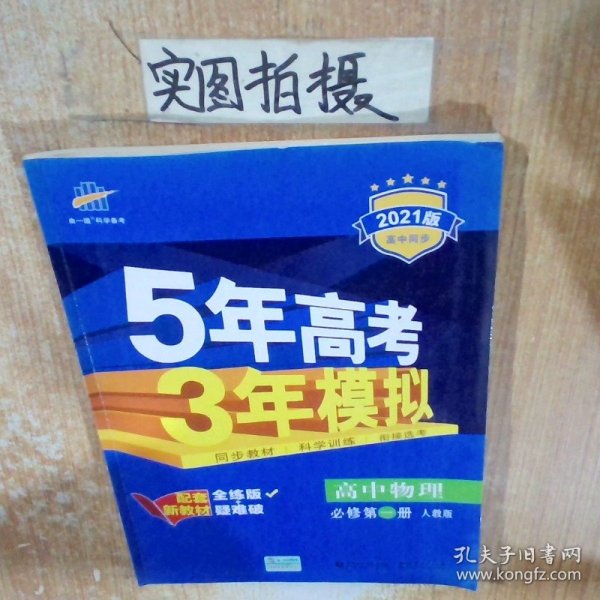 实图拍摄
曲一线 科学备考
2021版
高中同步
5年高考
3年模拟
同步教材 科学训练 衔接选考
配套
新教材
全练版
疑难破
高中物理
必修第一册 人教版
孔夫子旧书网
www.kongfz.com